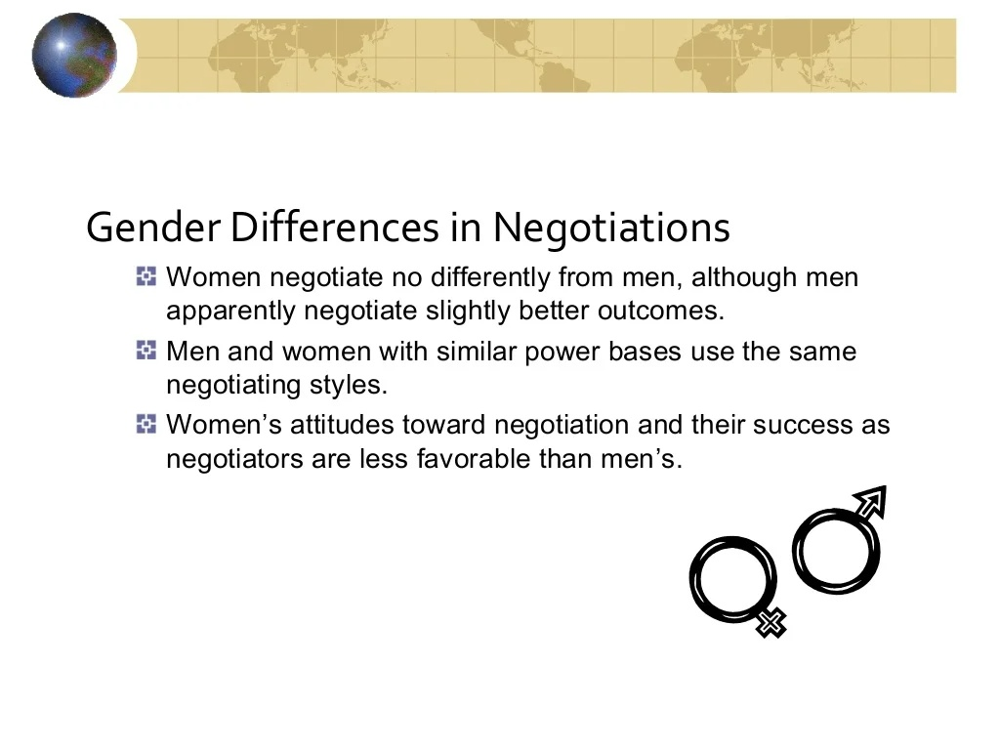 Gender Differences in Negotiations
Women negotiate no differently from men, although men
apparently negotiate slightly better outcomes.
Men and women with similar power bases use the same
negotiating styles.
Women’s attitudes toward negotiation and their success as
negotiators are less favorable than men’s.